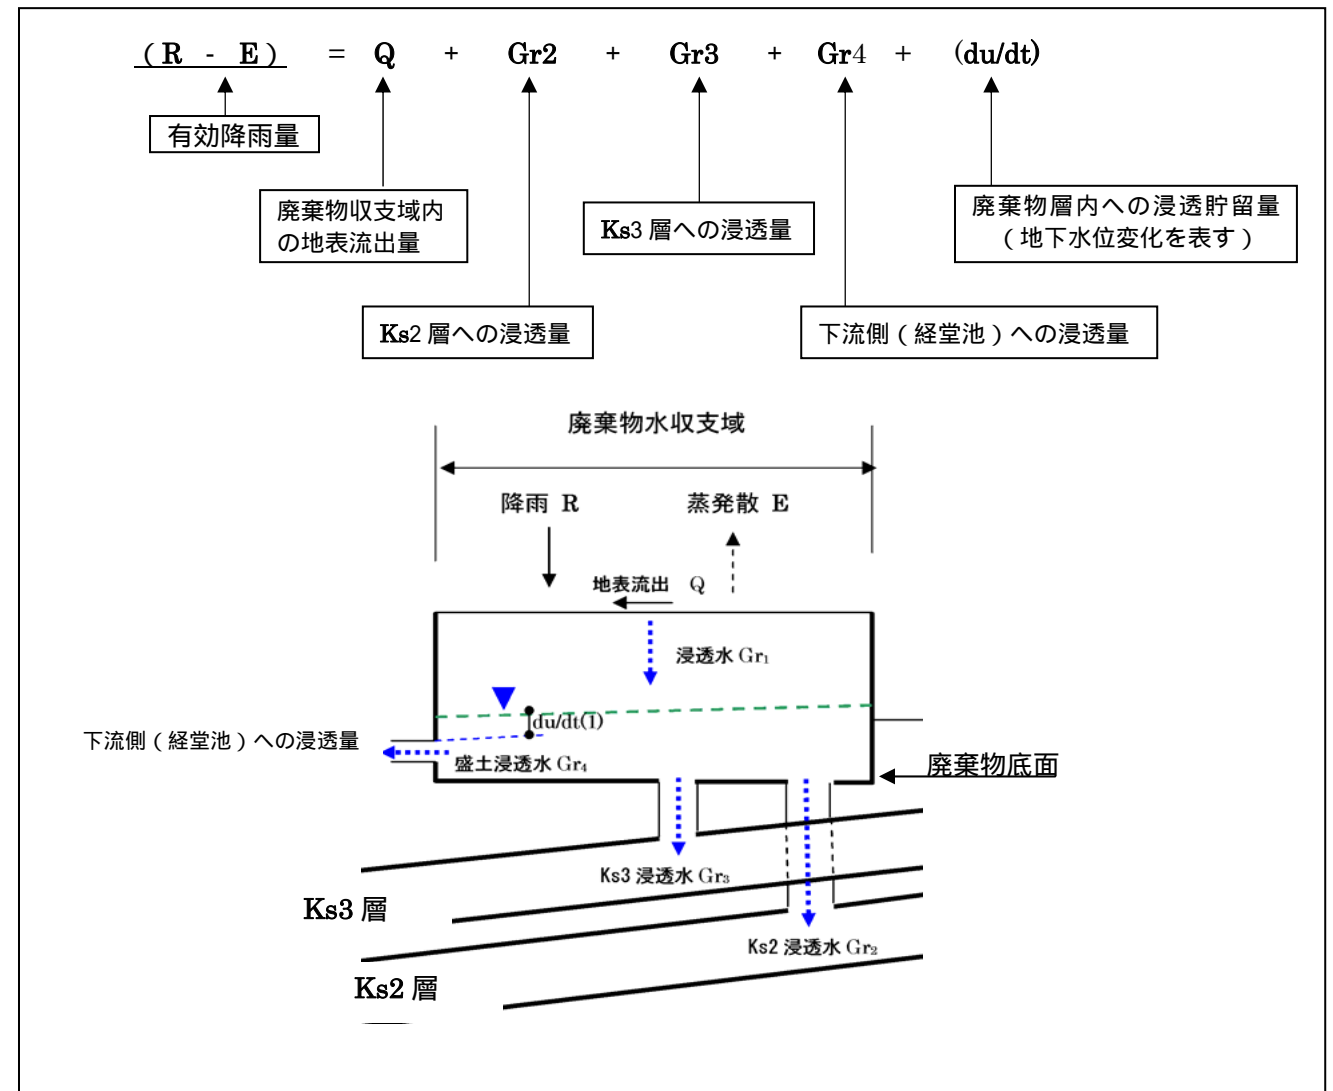 (R - E) = Q + Gr2 + Gr3 + Gr4 + (du/dt)
有効降雨量
廃棄物収支域内
の地表流出量
Ks3 層への浸透量
廃棄物層内への浸透貯留量
(地下水位変化を表す)
Ks2 層への浸透量
下流側(経堂池)への浸透量
廃棄物水収支域
降雨 R
蒸発散 E
地表流出 Q
浸透水 Gr₁
du/dt(1)
下流側(経堂池)への浸透量
盛土浸透水 Gr₄
廃棄物底面
Ks3 浸透水 Gr₃
Ks3 層
Ks2 浸透水 Gr₂
Ks2 層